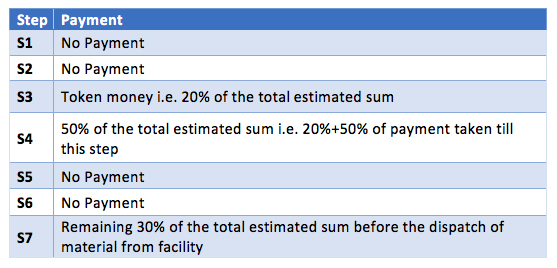 Step Payment
S1 No Payment
S2 No Payment
S3 Token money i.e. 20% of the total estimated sum
S4 50% of the total estimated sum i.e. 20%+50% of payment taken till
this step
S5 No Payment
S6 No Payment
S7 Remaining 30% of the total estimated sum before the dispatch of
material from facility